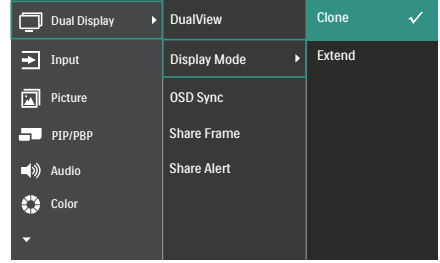 Dual Display
Input
Picture
PIP/PBP
Audio
Color
DualView
Display Mode
OSD Sync
Share Frame
Share Alert
Clone
Extend